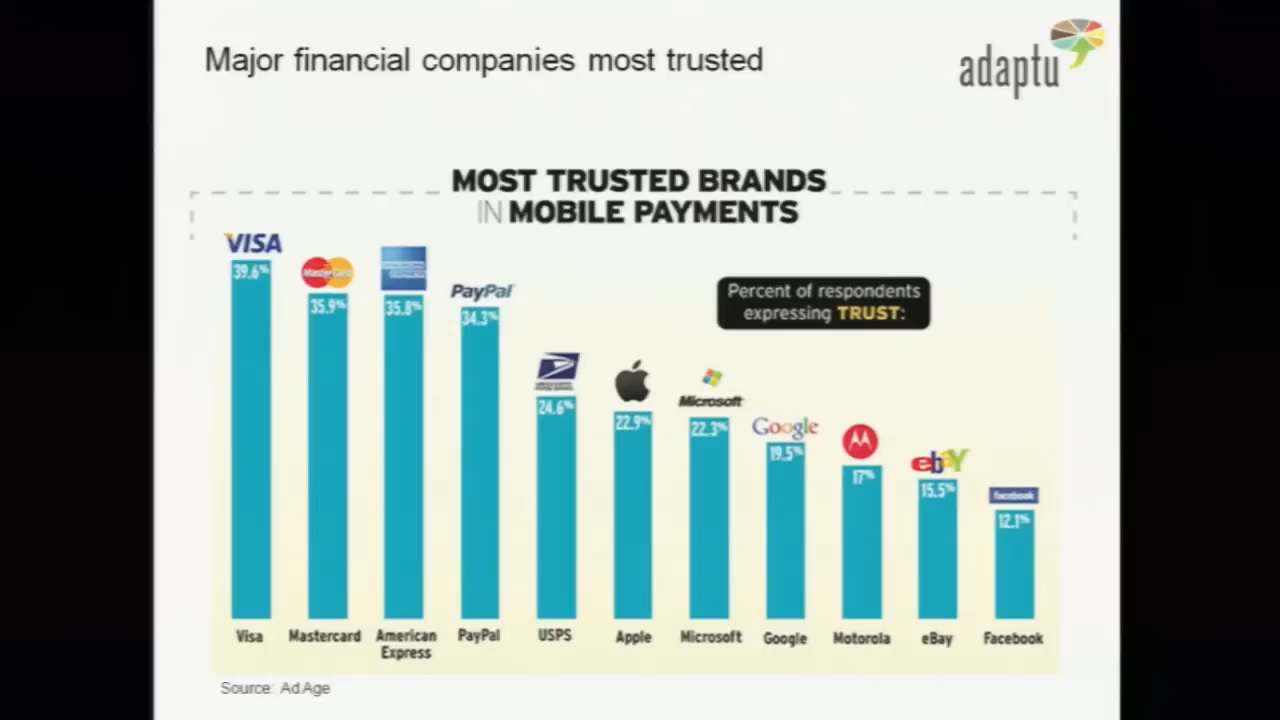 Major financial companies most trusted
adaptu
MOST TRUSTED BRANDS
IN MOBILE PAYMENTS
VISA
MasterCard
PayPal
Percent of respondents
expressing TRUST:
Microsoft
Google
ebaY
facebook
39.6%
35.9%
35.8%
34.3%
24.6%
22.9%
22.3%
19.5%
17%
15.5%
12.1%
Visa
Mastercard
American
Express
PayPal
USPS
Apple
Microsoft
Google
Motorola
eBay
Facebook
Source: Ad Age